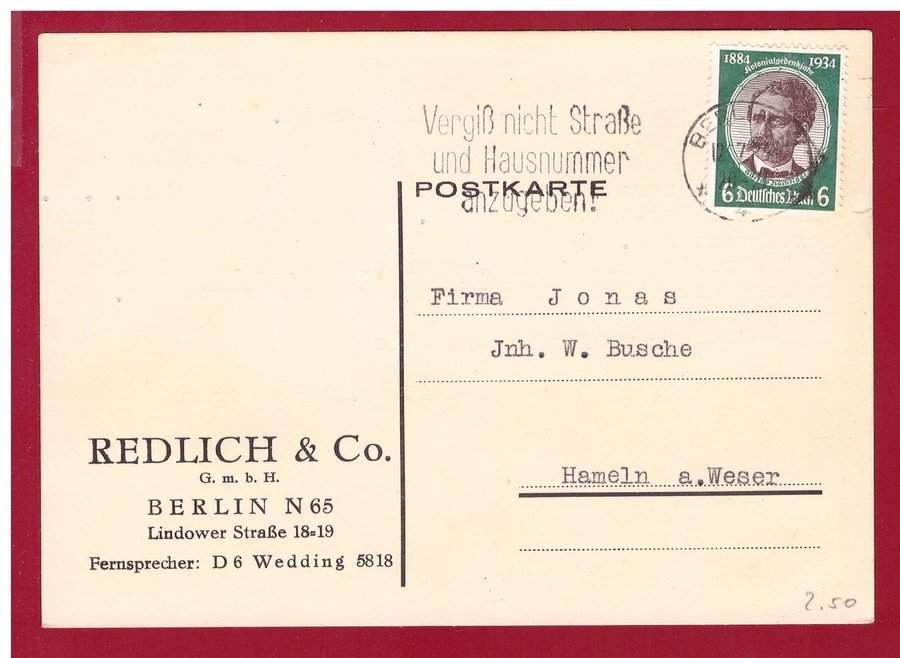 1884 1934
Kolonialgedenkjahr
6 Deutsches Reich 6
Vergiß nicht Straße
und Hausnummer
anzugeben!
POSTKARTE
Firma Jonas
Jnh. W. Busche
Hameln a.Weser
REDLICH & Co.
G. m. b. H.
BERLIN N 65
Lindower Straße 18=19
Fernsprecher: D 6 Wedding 5818
2.50